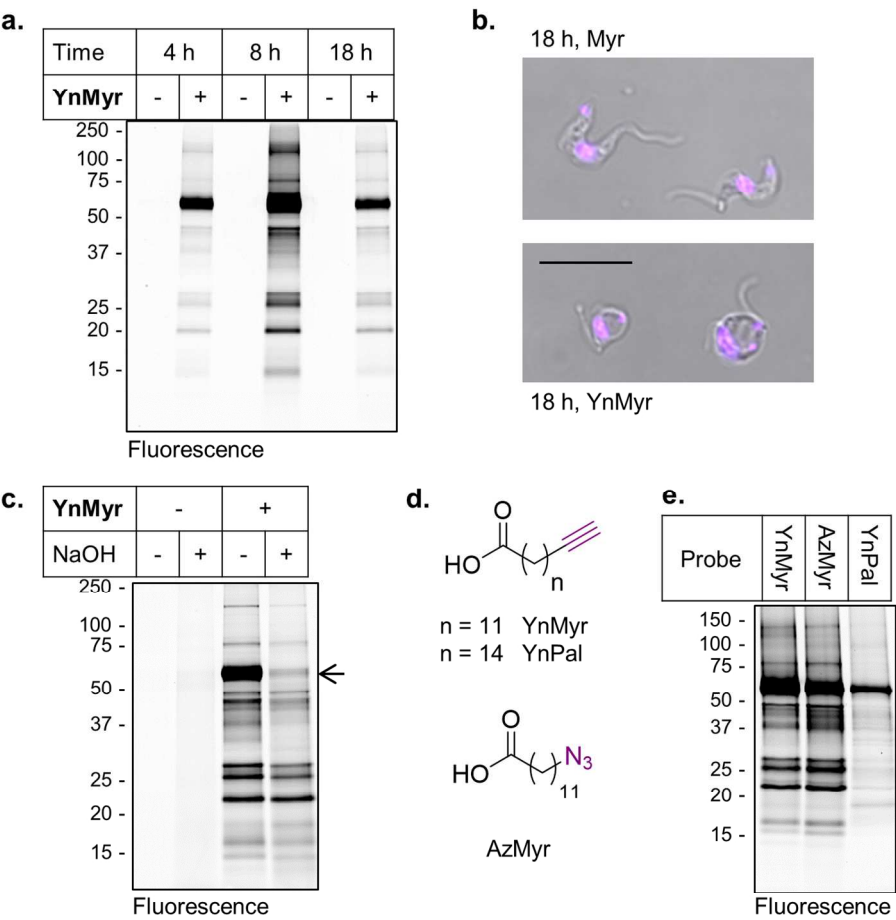 a.
Time 4 h 8 h 18 h
YnMyr - + - + - +
250 -
100 -
75 -
50 -
37 -
25 -
20 -
15 -
Fluorescence
b.
18 h, Myr
18 h, YnMyr
c.
YnMyr - +
NaOH - + - +
250 -
100 -
75 -
50 -
37 -
25 -
20 -
15 -
Fluorescence
d.
O
HO
n
n = 11 YnMyr
n = 14 YnPal
O
HO
N3
11
AzMyr
e.
Probe YnMyr AzMyr YnPal
150 -
100 -
75 -
50 -
37 -
25 -
20 -
15 -
Fluorescence